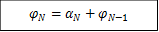 φ_N = α_N + φ_{N−1}